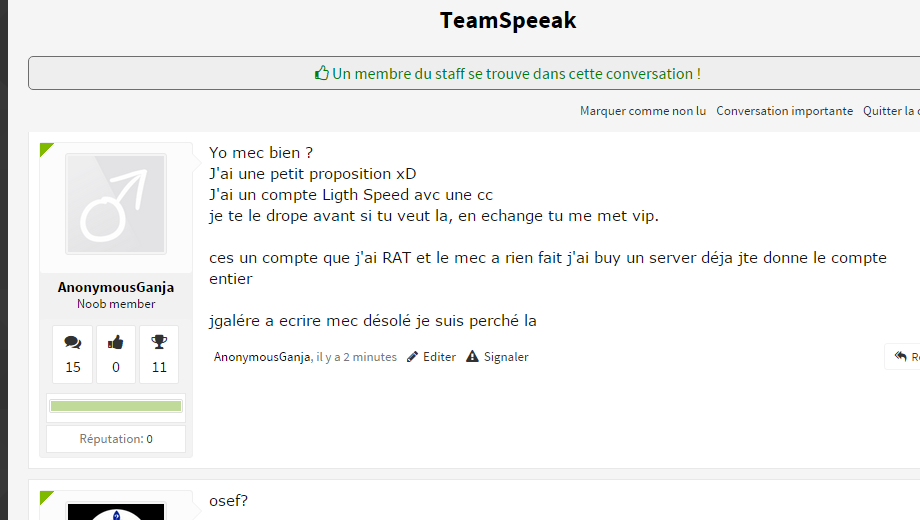 TeamSpeeak
Un membre du staff se trouve dans cette conversation !
Marquer comme non lu Conversation importante Quitter la
Yo mec bien ?
J'ai une petit proposition xD
J'ai un compte Ligth Speed avc une cc
je te le drope avant si tu veut la, en echange tu me met vip.
ces un compte que j'ai RAT et le mec a rien fait j'ai buy un server déja jte donne le compte
entier
jgalére a ecrire mec désolé je suis perché la
AnonymousGanja
Noob member
15 0 11
Réputation: 0
AnonymousGanja, il y a 2 minutes Editer Signaler
osef?